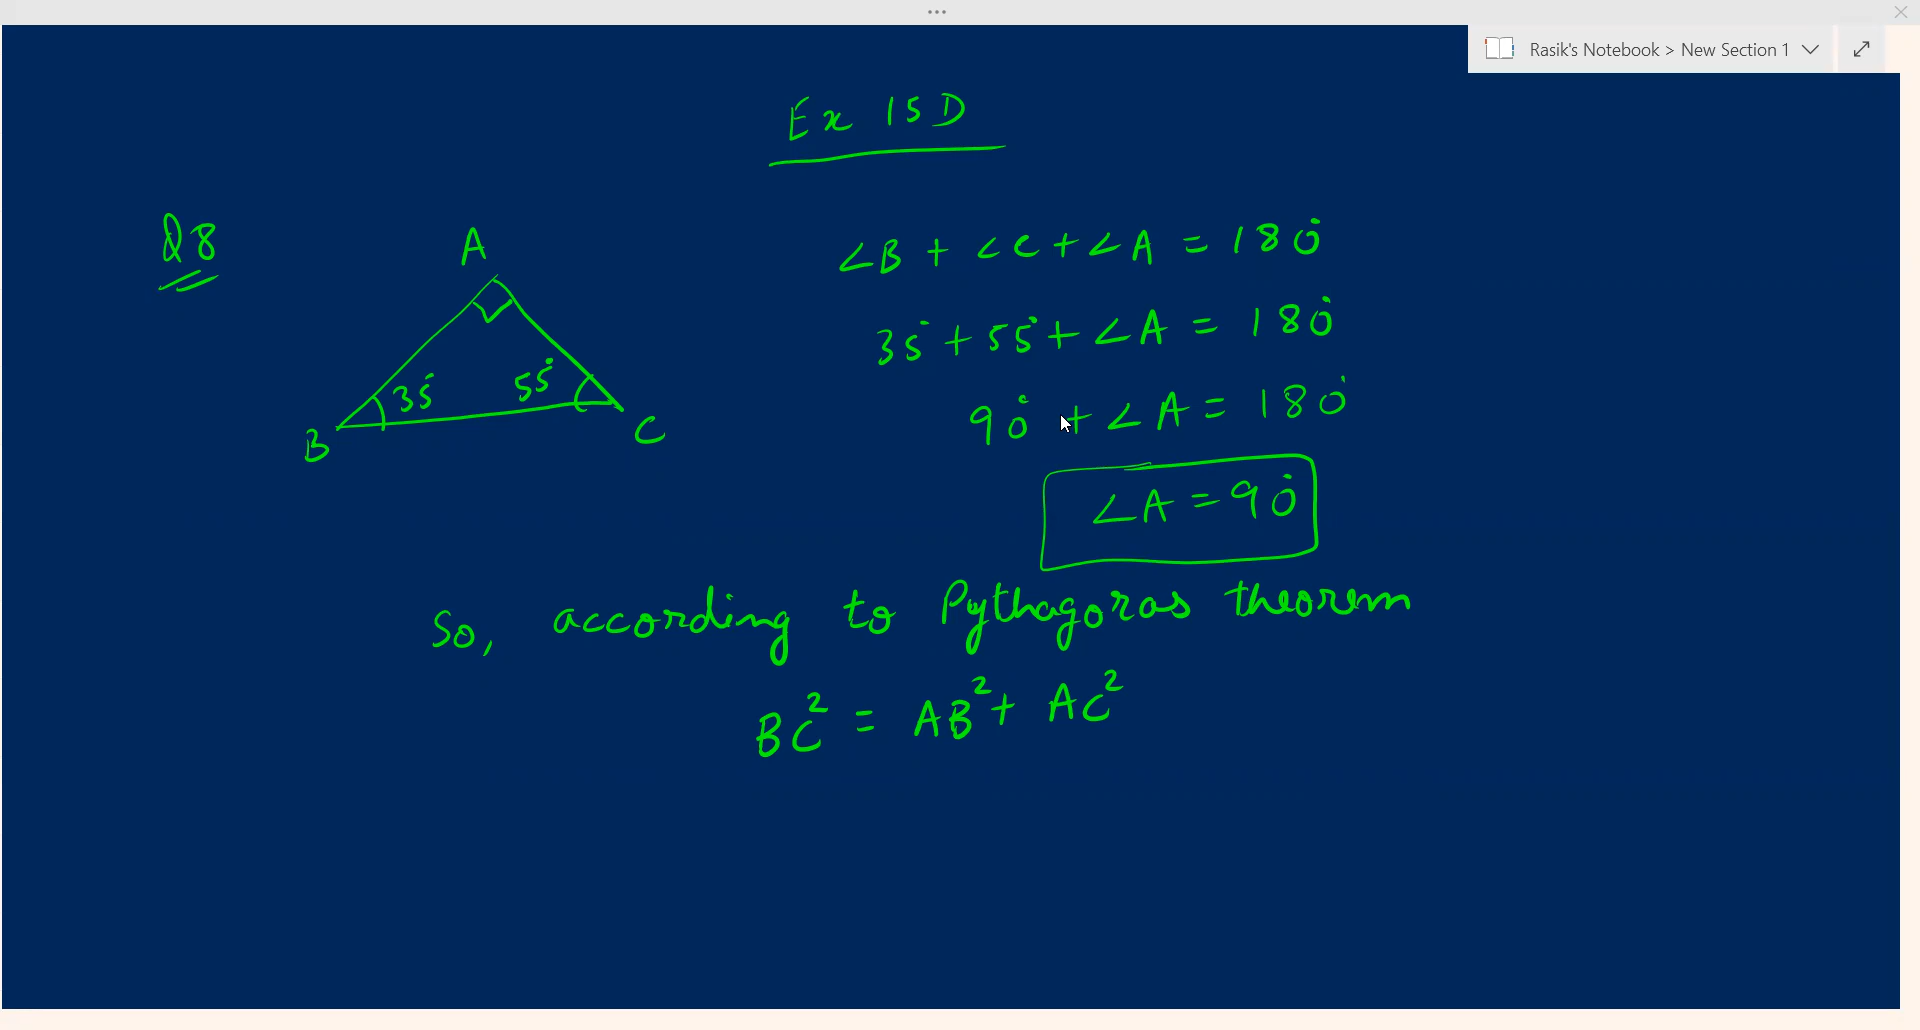 Rasik's Notebook > New Section 1
Ex 15D
Q8
A
35°
55°
B
C
∠B + ∠C + ∠A = 180°
35° + 55° + ∠A = 180°
90° + ∠A = 180°
∠A = 90°
So, according to Pythagoras theorem
BC² = AB² + AC²